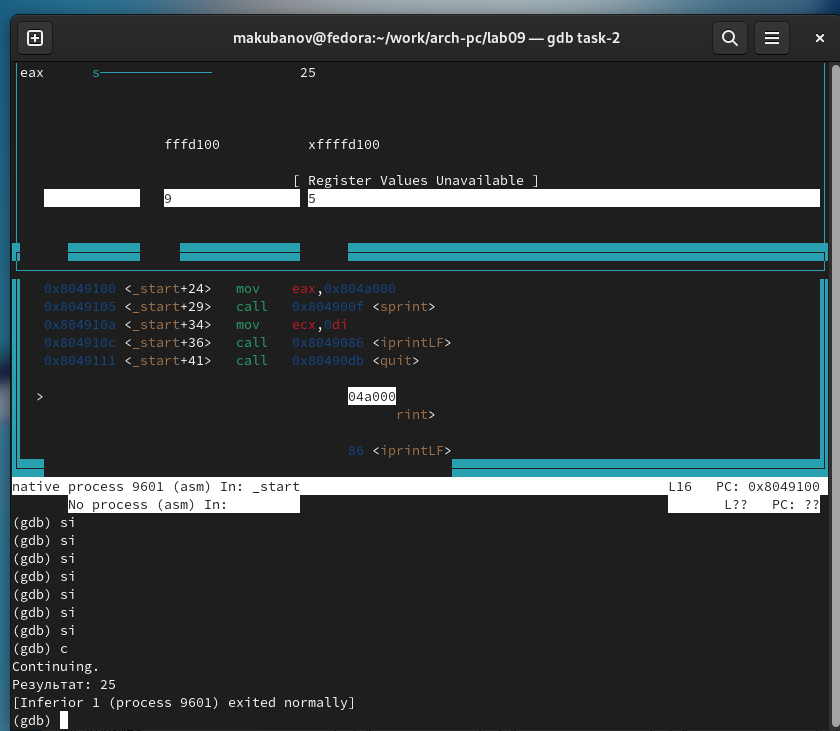 makubanov@fedora:~/work/arch-pc/lab09 — gdb task-2
eax s 25
fffd100 xffffd100
[ Register Values Unavailable ]
9 5
0x8049100 <_start+24> mov eax,0x804a000
0x8049105 <_start+29> call 0x804900f <sprint>
0x804910a <_start+34> mov ecx,0di
0x804910c <_start+36> call 0x8049086 <iprintLF>
0x8049111 <_start+41> call 0x80490db <quit>
> 04a000
rint>
86 <iprintLF>
native process 9601 (asm) In: _start L16 PC: 0x8049100
No process (asm) In: L?? PC: ??
(gdb) si
(gdb) si
(gdb) si
(gdb) si
(gdb) si
(gdb) si
(gdb) si
(gdb) c
Continuing.
Результат: 25
[Inferior 1 (process 9601) exited normally]
(gdb)